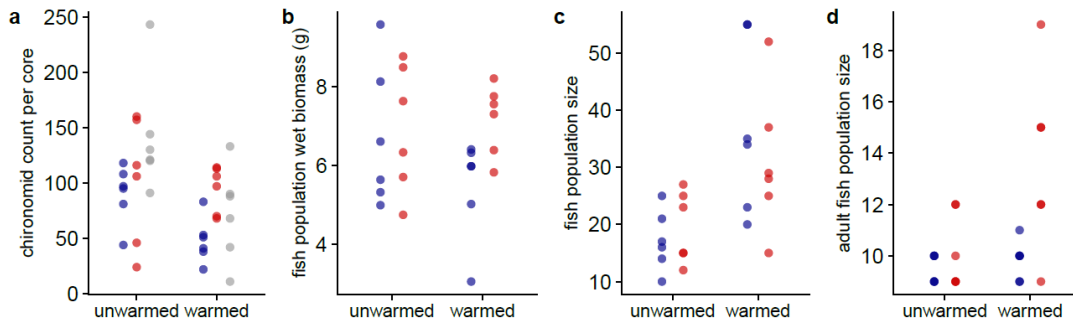 a
chironomid count per core
250
200
150
100
50
0
unwarmed warmed
b
fish population wet biomass (g)
8
6
4
unwarmed warmed
c
fish population size
50
40
30
20
10
unwarmed warmed
d
adult fish population size
18
16
14
12
10
unwarmed warmed